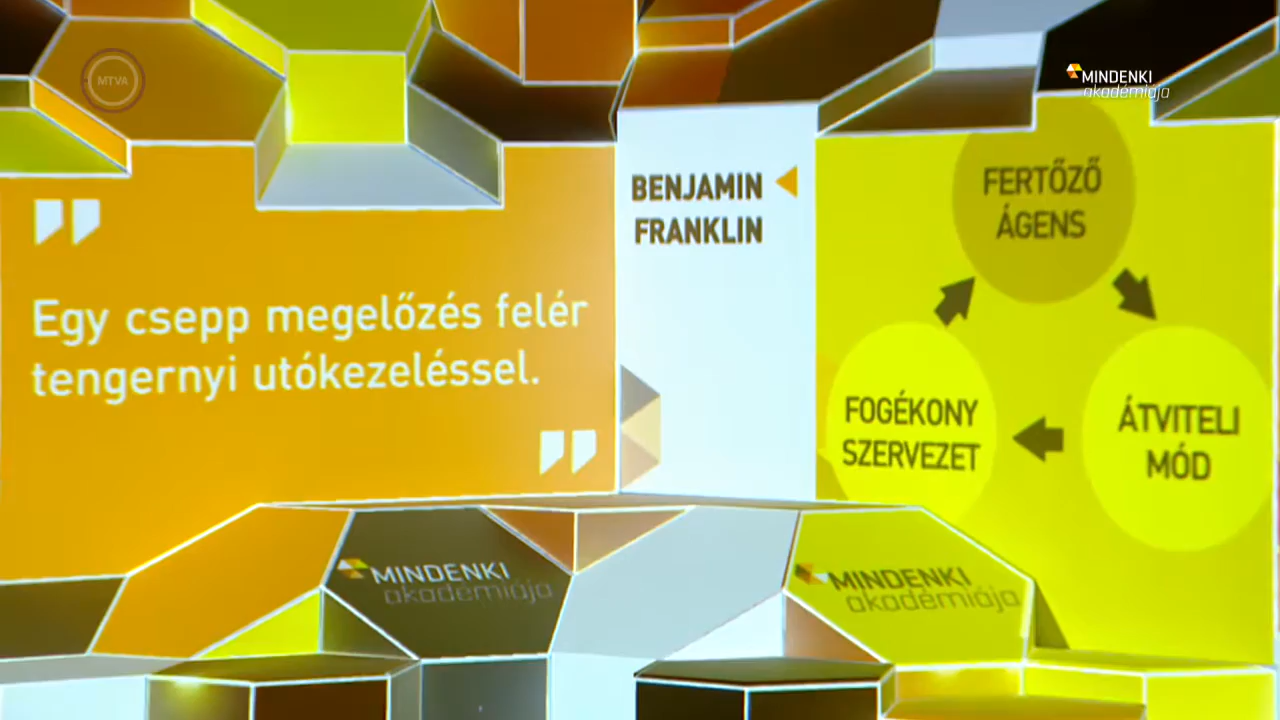 MTVA
MINDENKI
akadémiája
Egy csepp megelőzés felér
tengernyi utókezeléssel.
BENJAMIN
FRANKLIN
FERTŐZŐ
ÁGENS
FOGÉKONY
SZERVEZET
ÁTVITELI
MÓD
MINDENKI
akadémiája
MINDENKI
akadémiája